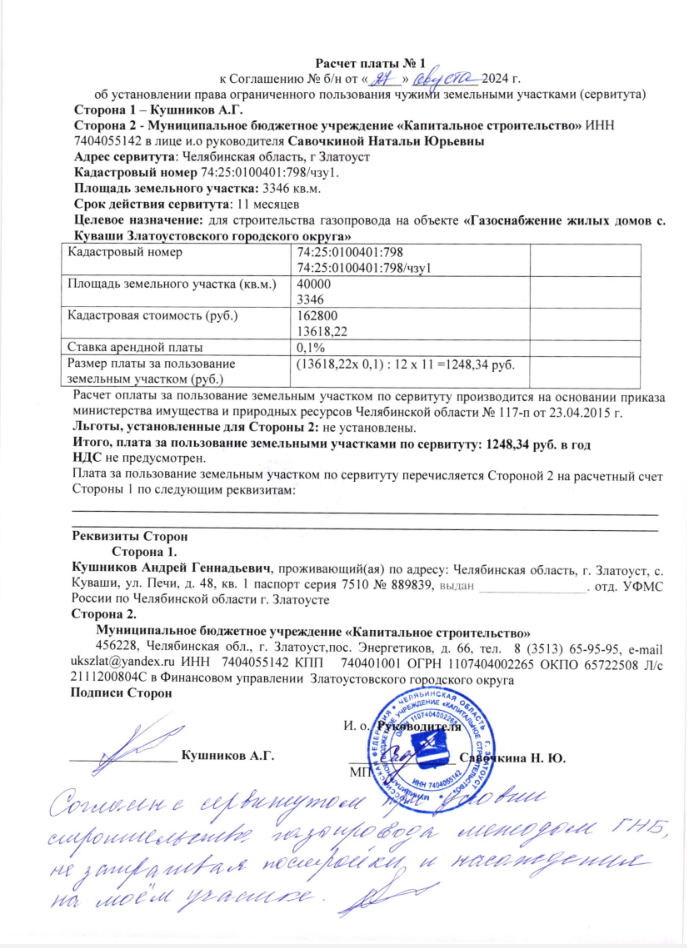 Расчет платы № 1
к Соглашению № б/н от « 27 » августа 2024 г.
об установлении права ограниченного пользования чужими земельными участками (сервитута)
Сторона 1 – Кушников А.Г.
Сторона 2 - Муниципальное бюджетное учреждение «Капитальное строительство» ИНН
7404055142 в лице и.о руководителя Савочкиной Натальи Юрьевны
Адрес сервитута: Челябинская область, г Златоуст
Кадастровый номер 74:25:0100401:798/чзу1.
Площадь земельного участка: 3346 кв.м.
Срок действия сервитута: 11 месяцев
Целевое назначение: для строительства газопровода на объекте «Газоснабжение жилых домов с.
Куваши Златоустовского городского округа»
Кадастровый номер 74:25:0100401:798
74:25:0100401:798/чзу1
Площадь земельного участка (кв.м.) 40000
3346
Кадастровая стоимость (руб.) 162800
13618,22
Ставка арендной платы 0,1%
Размер платы за пользование (13618,22х 0,1) : 12 х 11 =1248,34 руб.
земельным участком (руб.)
Расчет оплаты за пользование земельным участком по сервитуту производится на основании приказа
министерства имущества и природных ресурсов Челябинской области № 117-п от 23.04.2015 г.
Льготы, установленные для Стороны 2: не установлены.
Итого, плата за пользование земельными участками по сервитуту: 1248,34 руб. в год
НДС не предусмотрен.
Плата за пользование земельным участком по сервитуту перечисляется Стороной 2 на расчетный счет
Стороны 1 по следующим реквизитам:
Реквизиты Сторон
Сторона 1.
Кушников Андрей Геннадьевич, проживающий(ая) по адресу: Челябинская область, г. Златоуст, с.
Куваши, ул. Печи, д. 48, кв. 1 паспорт серия 7510 № 889839, выдан ________________. отд. УФМС
России по Челябинской области г. Златоусте
Сторона 2.
Муниципальное бюджетное учреждение «Капитальное строительство»
456228, Челябинская обл., г. Златоуст,пос. Энергетиков, д. 66, тел. 8 (3513) 65-95-95, e-mail
ukszlat@yandex.ru ИНН 7404055142 КПП 740401001 ОГРН 1107404002265 ОКПО 65722508 Л/с
2111200804С в Финансовом управлении Златоустовского городского округа
Подписи Сторон
И. о. Руководителя
________________ Кушников А.Г. ________________ Савочкина Н. Ю.
МП
Согласен с сервитутом при условии
строительства газопровода методом ГНБ,
не затрагивая постройки и насаждения
на моём участке.